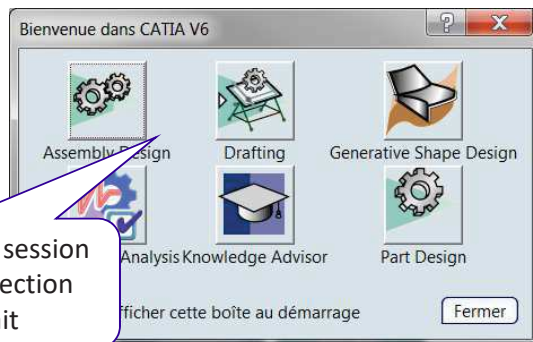 Bienvenue dans CATIA V6
Assembly Design
Drafting
Generative Shape Design
Analysis
Knowledge Advisor
Part Design
session
ection
it
fficher cette boîte au démarrage
Fermer